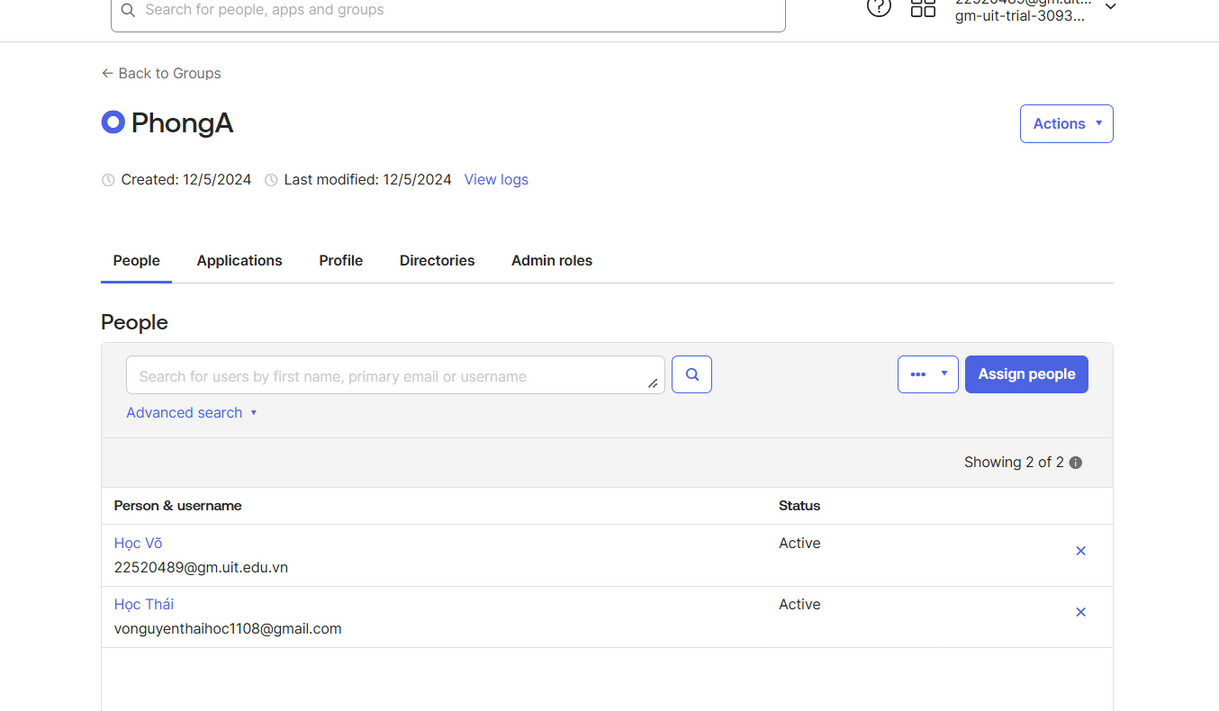 Search for people, apps and groups
gm-uit-trial-3093...
← Back to Groups
PhongA
Actions
Created: 12/5/2024 Last modified: 12/5/2024 View logs
People Applications Profile Directories Admin roles
People
Search for users by first name, primary email or username
Assign people
Advanced search
Showing 2 of 2
Person & username Status
Học Võ Active
22520489@gm.uit.edu.vn
Học Thái Active
vonguyenthaihoc1108@gmail.com